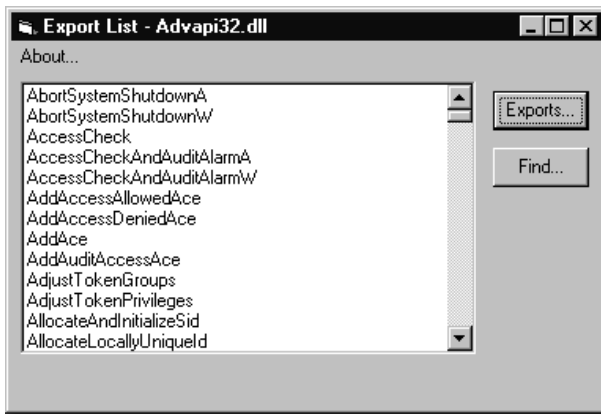 Export List - Advapi32.dll
About...
AbortSystemShutdownA
AbortSystemShutdownW
AccessCheck
AccessCheckAndAuditAlarmA
AccessCheckAndAuditAlarmW
AddAccessAllowedAce
AddAccessDeniedAce
AddAce
AddAuditAccessAce
AdjustTokenGroups
AdjustTokenPrivileges
AllocateAndInitializeSid
AllocateLocallyUniqueId
Exports...
Find...